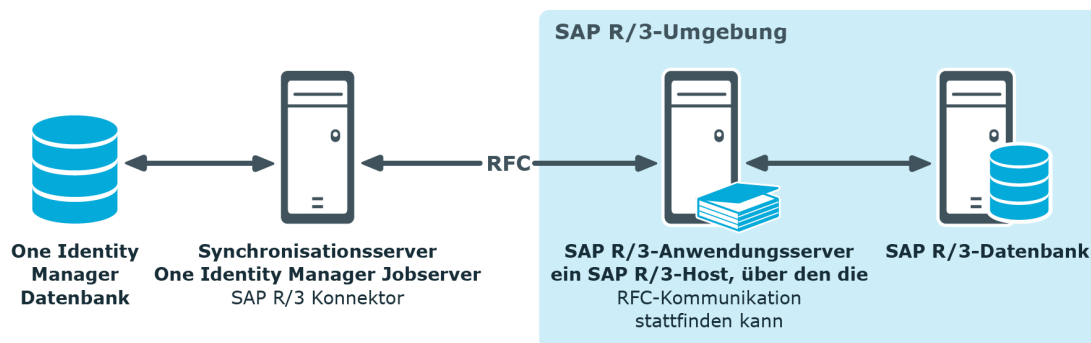 SAP R/3-Umgebung
RFC
One Identity
Manager
Datenbank
Synchronisationsserver
One Identity Manager Jobserver
SAP R/3 Konnektor
SAP R/3-Anwendungsserver
ein SAP R/3-Host, über den die
RFC-Kommunikation
stattfinden kann
SAP R/3-Datenbank